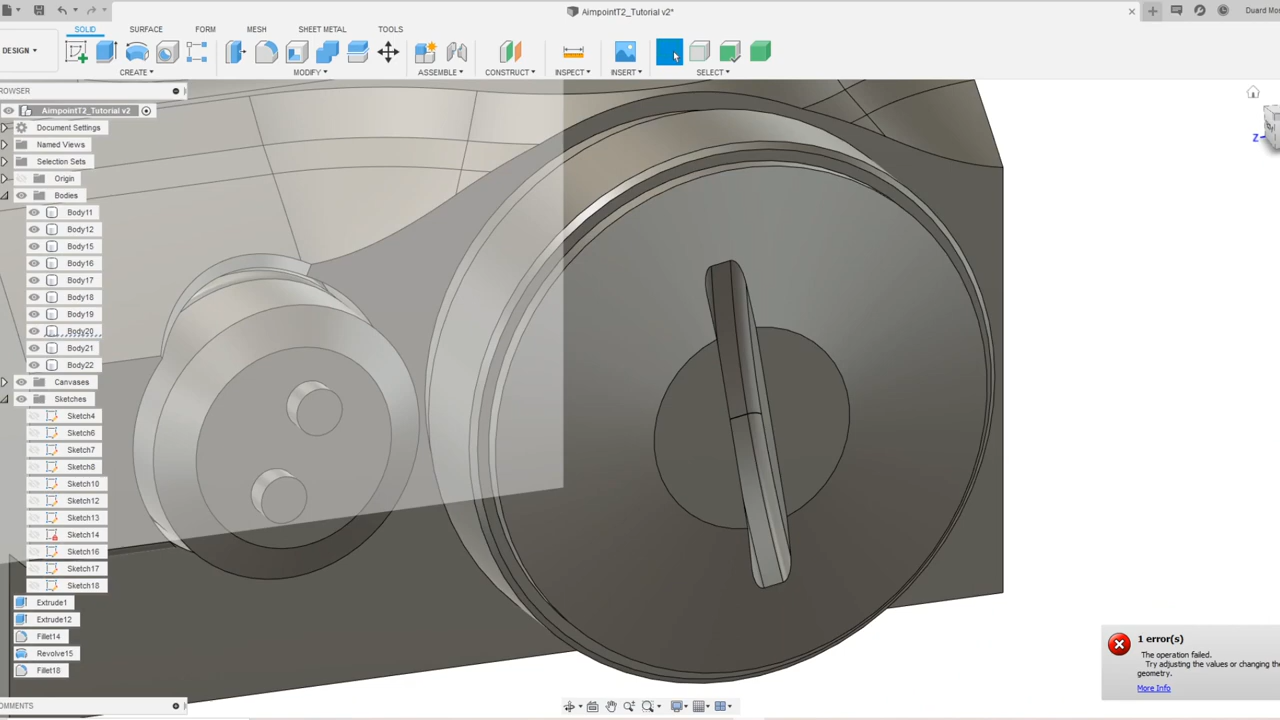 AimpointT2_Tutorial v2*
Duard Mo
SOLID SURFACE FORM MESH SHEET METAL TOOLS
DESIGN
CREATE MODIFY ASSEMBLE CONSTRUCT INSPECT INSERT SELECT
ROWSER
AimpointT2_Tutorial v2
Document Settings
Named Views
Selection Sets
Origin
Bodies
Body11
Body12
Body15
Body16
Body17
Body18
Body19
Body20
Body21
Body22
Canvases
Sketches
Sketch4
Sketch6
Sketch7
Sketch8
Sketch10
Sketch12
Sketch13
Sketch14
Sketch16
Sketch17
Sketch18
Extrude1
Extrude12
Fillet14
Revolve15
Fillet18
OMMENTS
Z
1 error(s)
The operation failed.
Try adjusting the values or changing the
geometry.
More Info